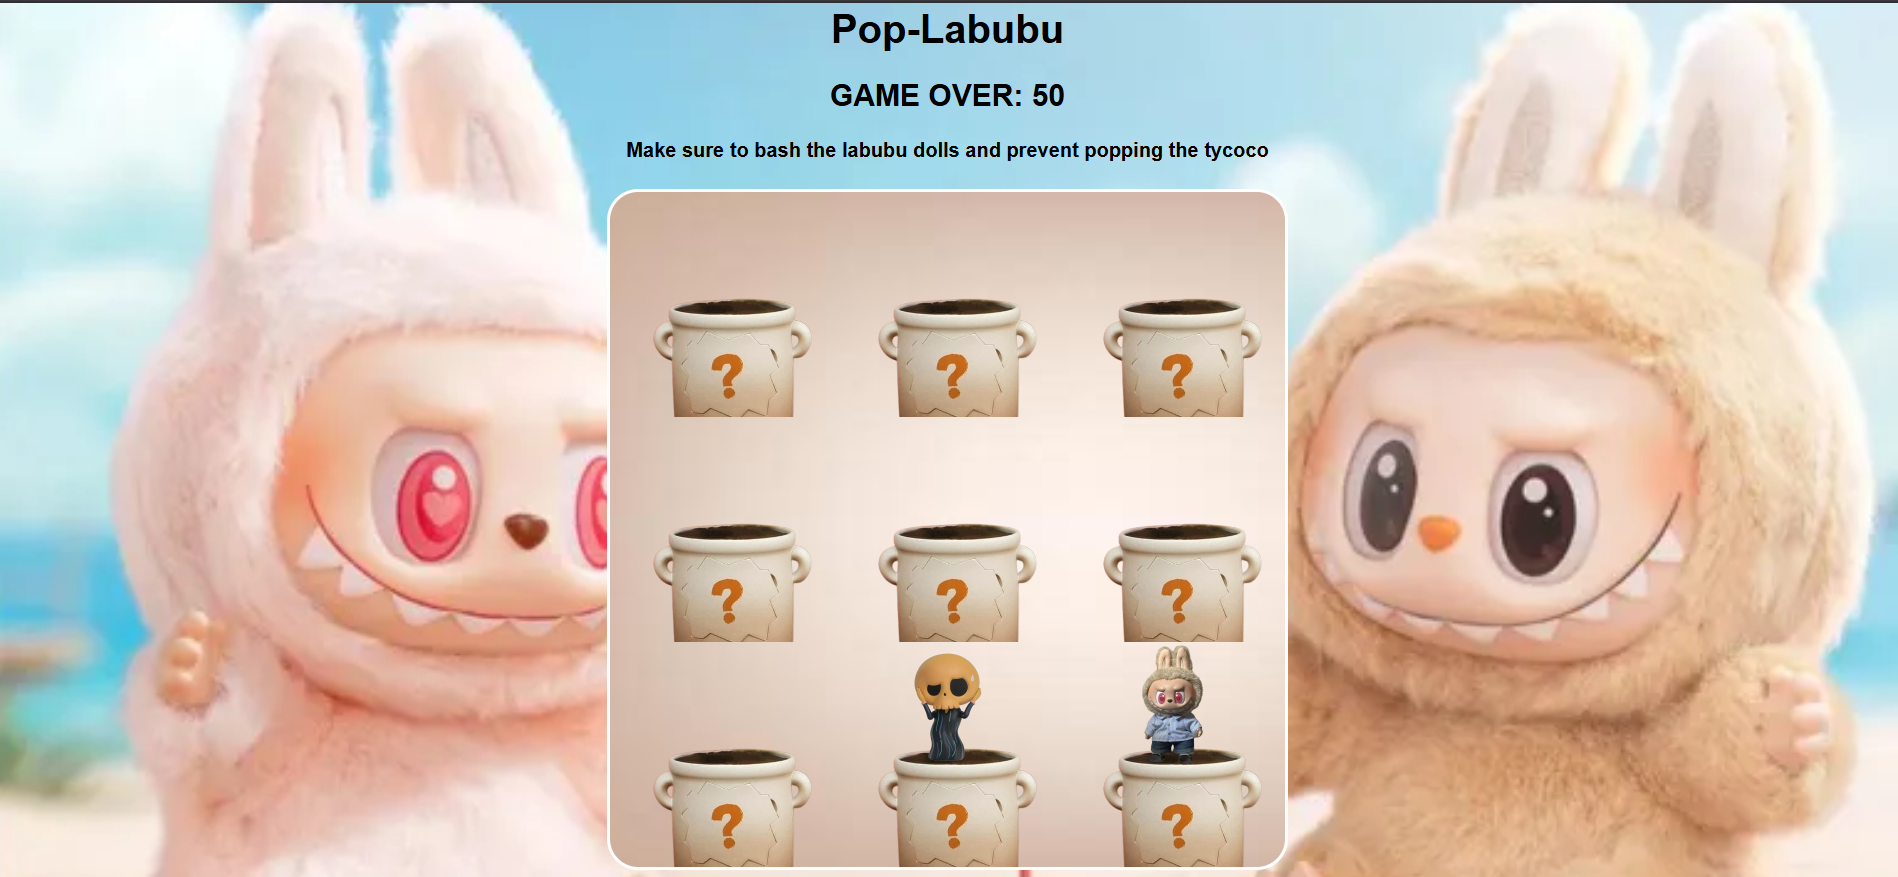 Pop-Labubu
GAME OVER: 50
Make sure to bash the labubu dolls and prevent popping the tycoco
? ? ?
? ? ?
? ? ?